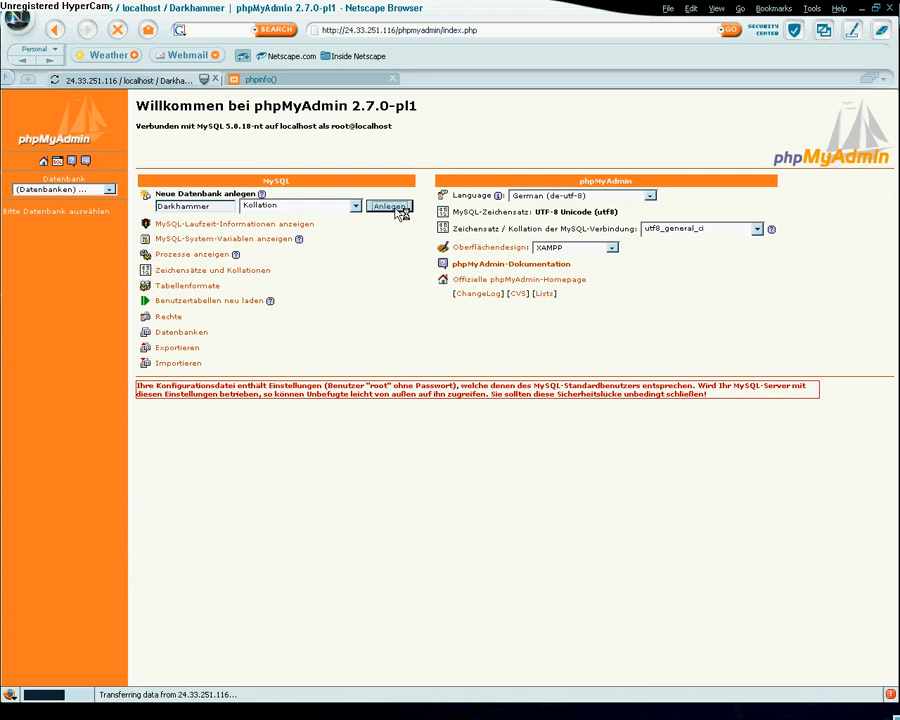 Unregistered HyperCam
/ localhost / Darkhammer | phpMyAdmin 2.7.0-pl1 - Netscape Browser
File Edit View Go Bookmarks Tools Help
SEARCH http://24.33.251.116/phpmyadmin/index.php GO SECURITY CENTER
Personal Weather Webmail Netscape.com Inside Netscape
24.33.251.116 / localhost / Darkha... phpinfo()
Willkommen bei phpMyAdmin 2.7.0-pl1
Verbunden mit MySQL 5.0.18-nt auf localhost als root@localhost
phpMyAdmin
phpMyAdmin
Datenbank
(Datenbanken) ...
Bitte Datenbank auswählen
MySQL
Neue Datenbank anlegen
Darkhammer Kollation Anlegen
MySQL-Laufzeit-Informationen anzeigen
MySQL-System-Variablen anzeigen
Prozesse anzeigen
Zeichensätze und Kollationen
Tabellenformate
Benutzertabellen neu laden
Rechte
Datenbanken
Exportieren
Importieren
phpMyAdmin
Language : German (de-utf-8)
MySQL-Zeichensatz: UTF-8 Unicode (utf8)
Zeichensatz / Kollation der MySQL-Verbindung: utf8_general_ci
Oberflächendesign: XAMPP
phpMyAdmin-Dokumentation
Offizielle phpMyAdmin-Homepage
[ChangeLog] [CVS] [Lists]
Ihre Konfigurationsdatei enthält Einstellungen (Benutzer "root" ohne Passwort), welche denen des MySQL-Standardbenutzers entsprechen. Wird Ihr MySQL-Server mit
diesen Einstellungen betrieben, so können Unbefugte leicht von außen auf ihn zugreifen. Sie sollten diese Sicherheitslücke unbedingt schließen!
Transferring data from 24.33.251.116...